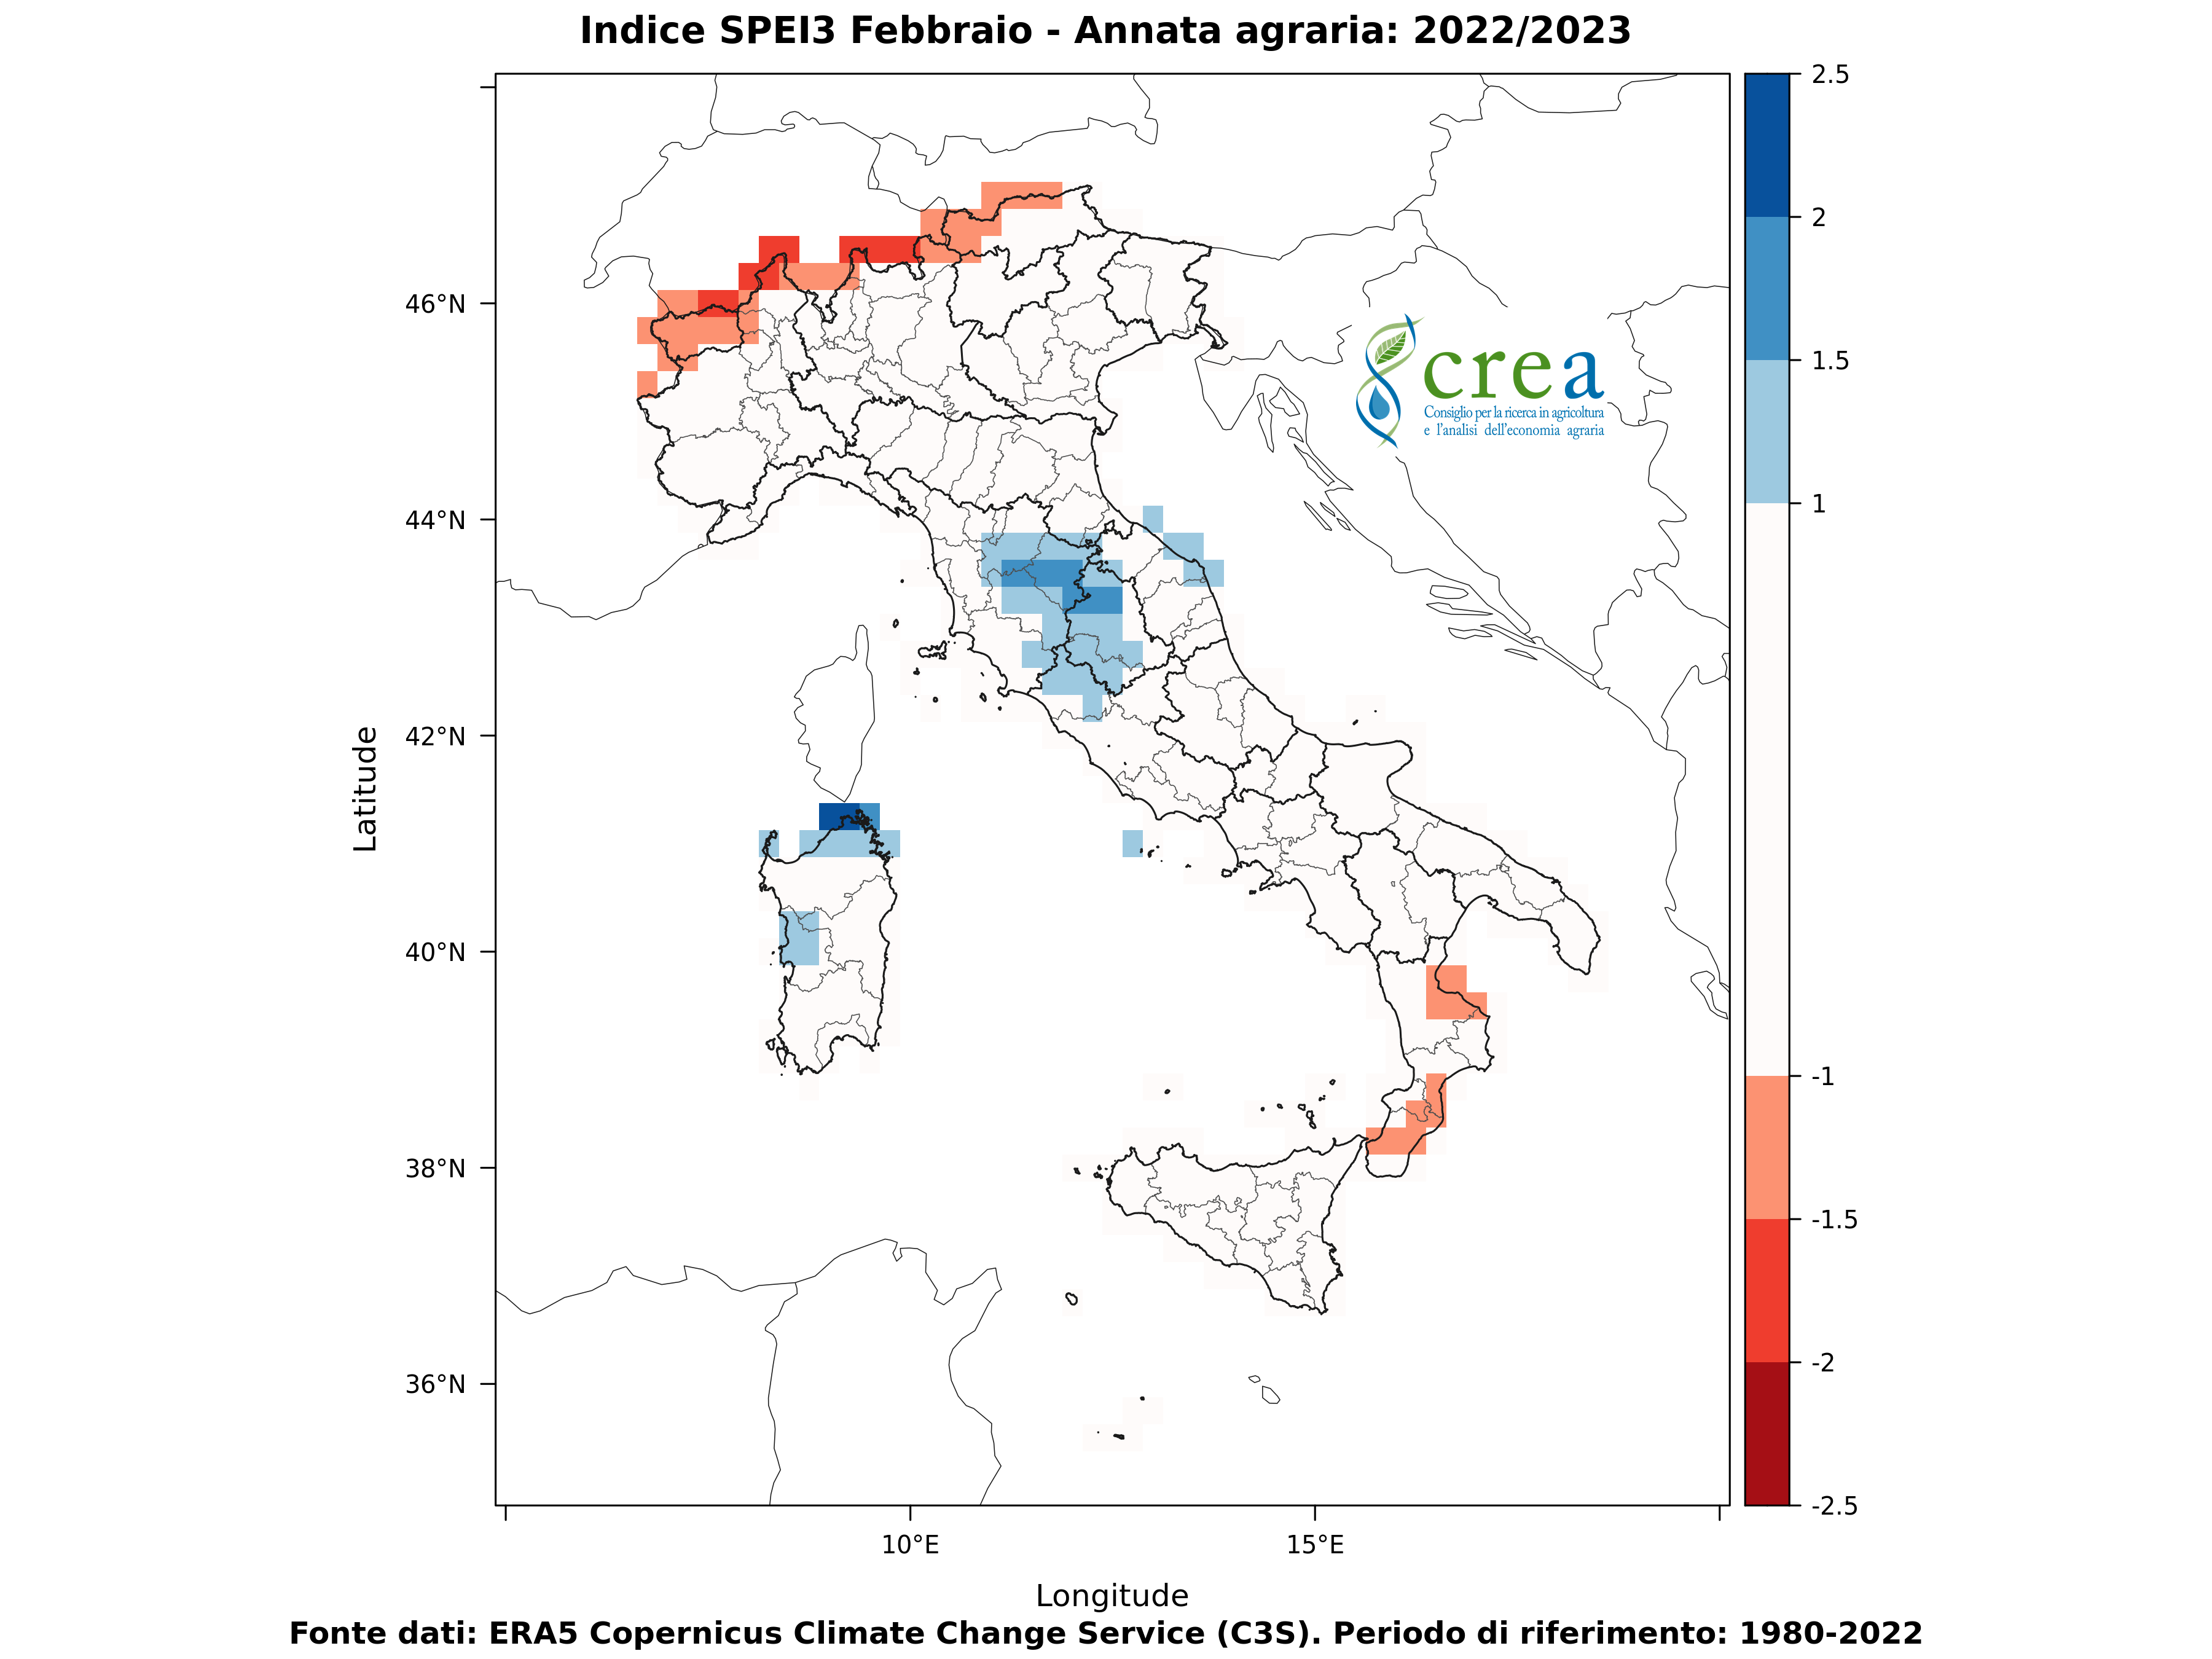 Indice SPEI3 Febbraio - Annata agraria: 2022/2023
2.5
2
1.5
1
-1
-1.5
-2
-2.5
46°N
44°N
42°N
40°N
38°N
36°N
Latitude
crea
Consiglio per la ricerca in agricoltura
e l'analisi dell'economia agraria
10°E
15°E
Longitude
Fonte dati: ERA5 Copernicus Climate Change Service (C3S). Periodo di riferimento: 1980-2022